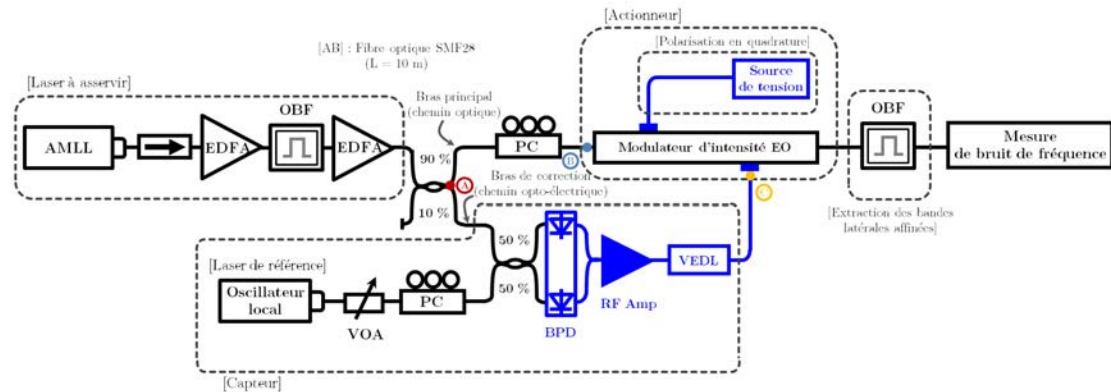 [Actionneur]
[AB] : Fibre optique SMF28
(L = 10 m)
[Polarisation en quadrature]
Source
de tension
[Laser à asservir]
OBF
AMLL
EDFA
EDFA
Bras principal
(chemin optique)
90 %
10 %
A
PC
B
Modulateur d'intensité EO
OBF
Mesure
de bruit de fréquence
Bras de correction
(chemin opto-électrique)
C
[Extraction des bandes
latérales affinées]
[Laser de référence]
Oscillateur
local
VOA
PC
50 %
50 %
BPD
RF Amp
VEDL
[Capteur]